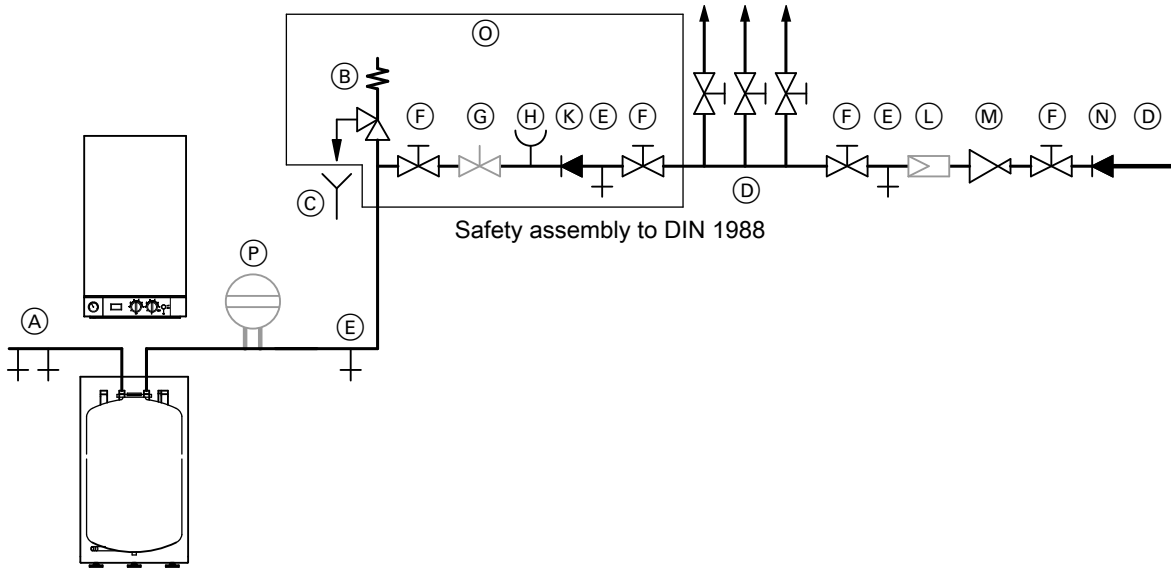 O
B
F G H K E F
F E L M F N D
C
D
Safety assembly to DIN 1988
P
A
E